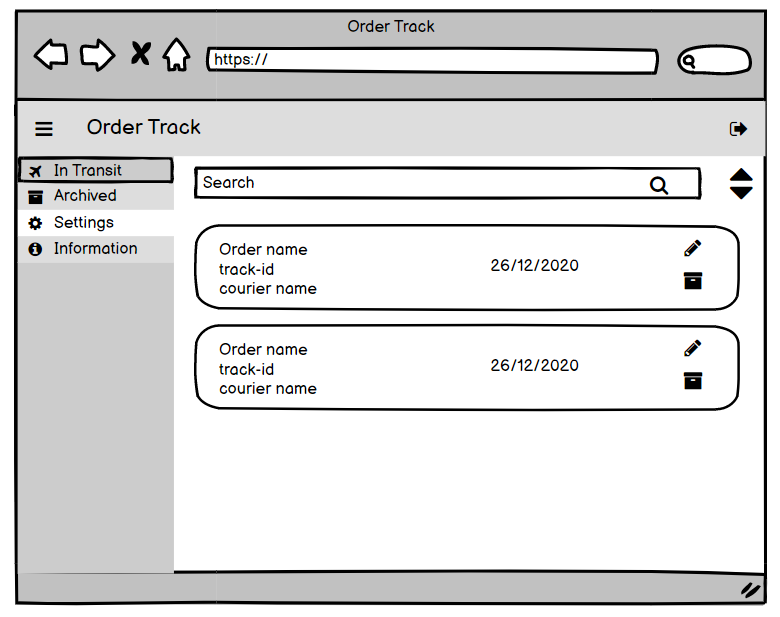 Order Track
https://
Order Track
In Transit
Archived
Settings
Information
Search
Order name
track-id
courier name
26/12/2020
Order name
track-id
courier name
26/12/2020